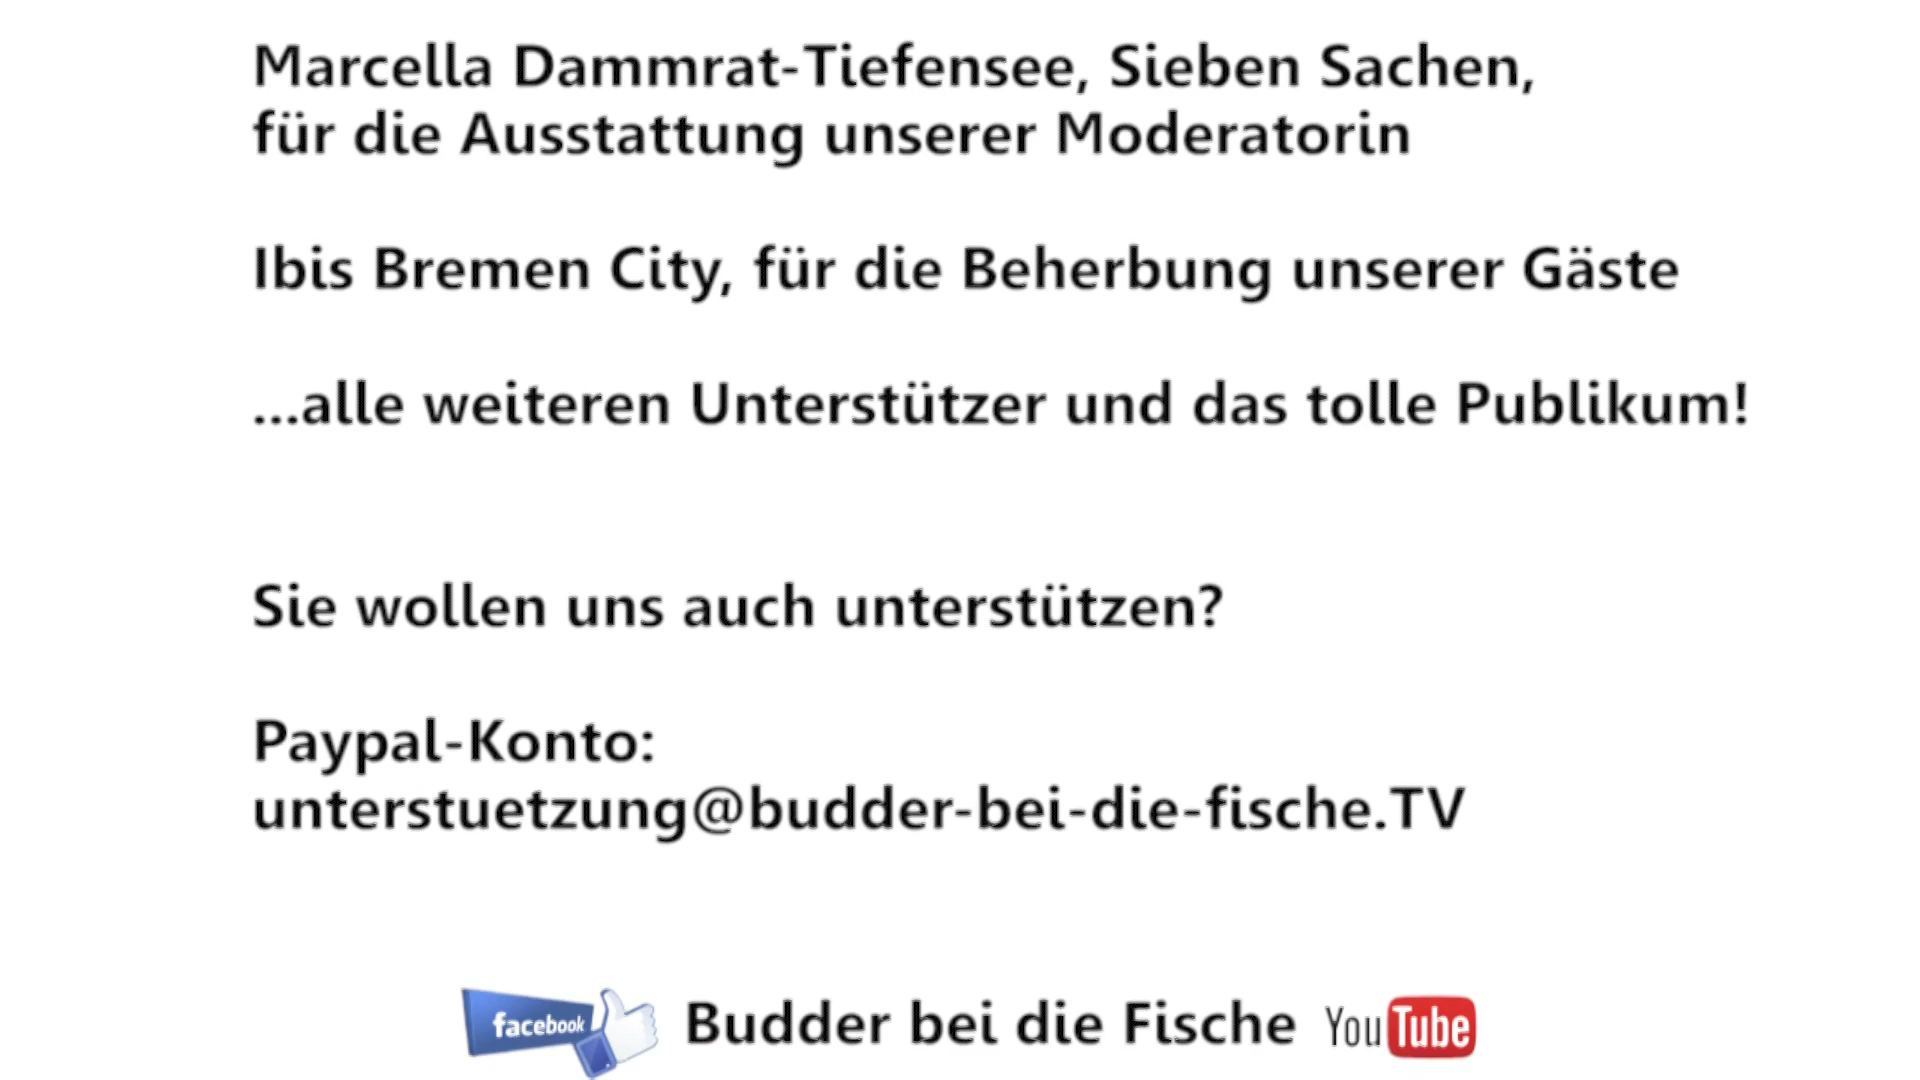 Marcella Dammrat-Tiefensee, Sieben Sachen,
für die Ausstattung unserer Moderatorin
Ibis Bremen City, für die Beherbung unserer Gäste
...alle weiteren Unterstützer und das tolle Publikum!
Sie wollen uns auch unterstützen?
Paypal-Konto:
unterstuetzung@budder-bei-die-fische.TV
facebook Budder bei die Fische YouTube